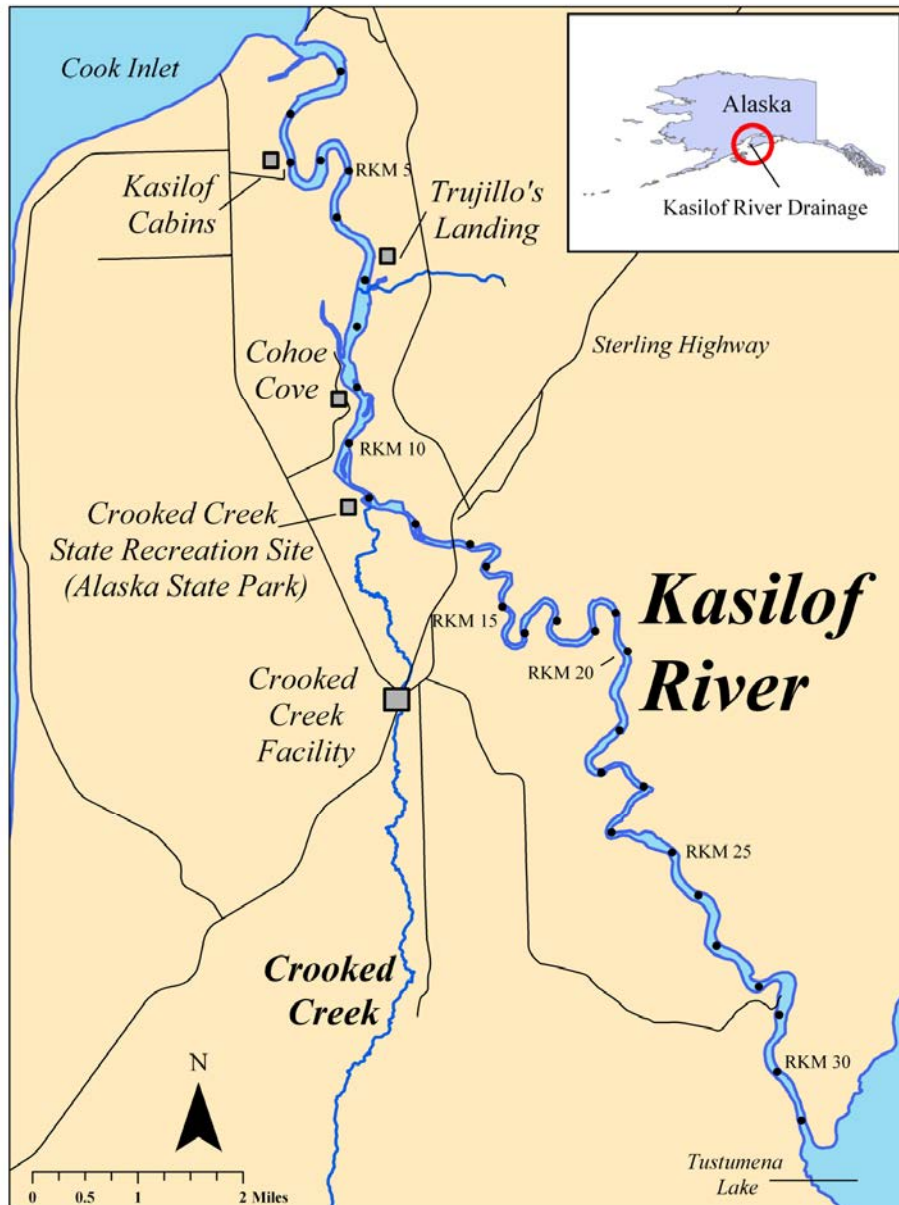 Cook Inlet
Alaska
Kasilof River Drainage
Kasilof
Cabins
RKM 5
Trujillo's
Landing
Sterling Highway
Cohoe
Cove
RKM 10
Crooked Creek
State Recreation Site
(Alaska State Park)
RKM 15
Kasilof
River
RKM 20
Crooked
Creek
Facility
RKM 25
Crooked
Creek
RKM 30
N
Tustumena
Lake
0 0.5 1 2 Miles